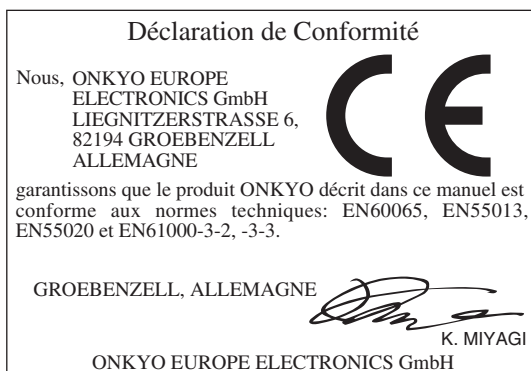 Déclaration de Conformité
Nous, ONKYO EUROPE
ELECTRONICS GmbH
LIEGNITZERSTRASSE 6,
82194 GROEBENZELL
ALLEMAGNE
CE
garantissons que le produit ONKYO décrit dans ce manuel est
conforme aux normes techniques: EN60065, EN55013,
EN55020 et EN61000-3-2, -3-3.
GROEBENZELL, ALLEMAGNE
K. MIYAGI
ONKYO EUROPE ELECTRONICS GmbH